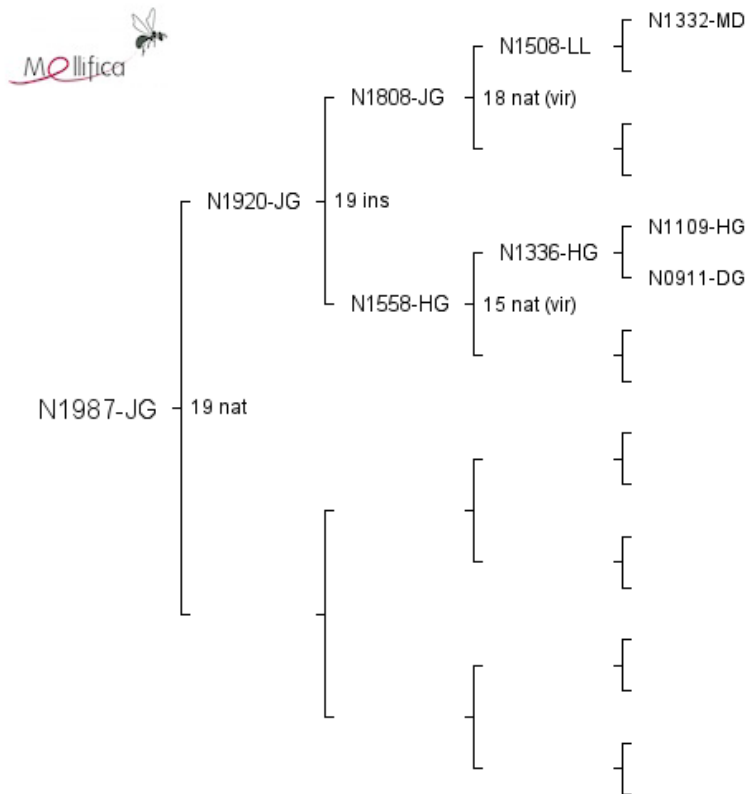 Mellifica
N1332-MD
N1508-LL
N1808-JG 18 nat (vir)
N1920-JG 19 ins
N1109-HG
N1336-HG
N0911-DG
N1558-HG 15 nat (vir)
N1987-JG 19 nat